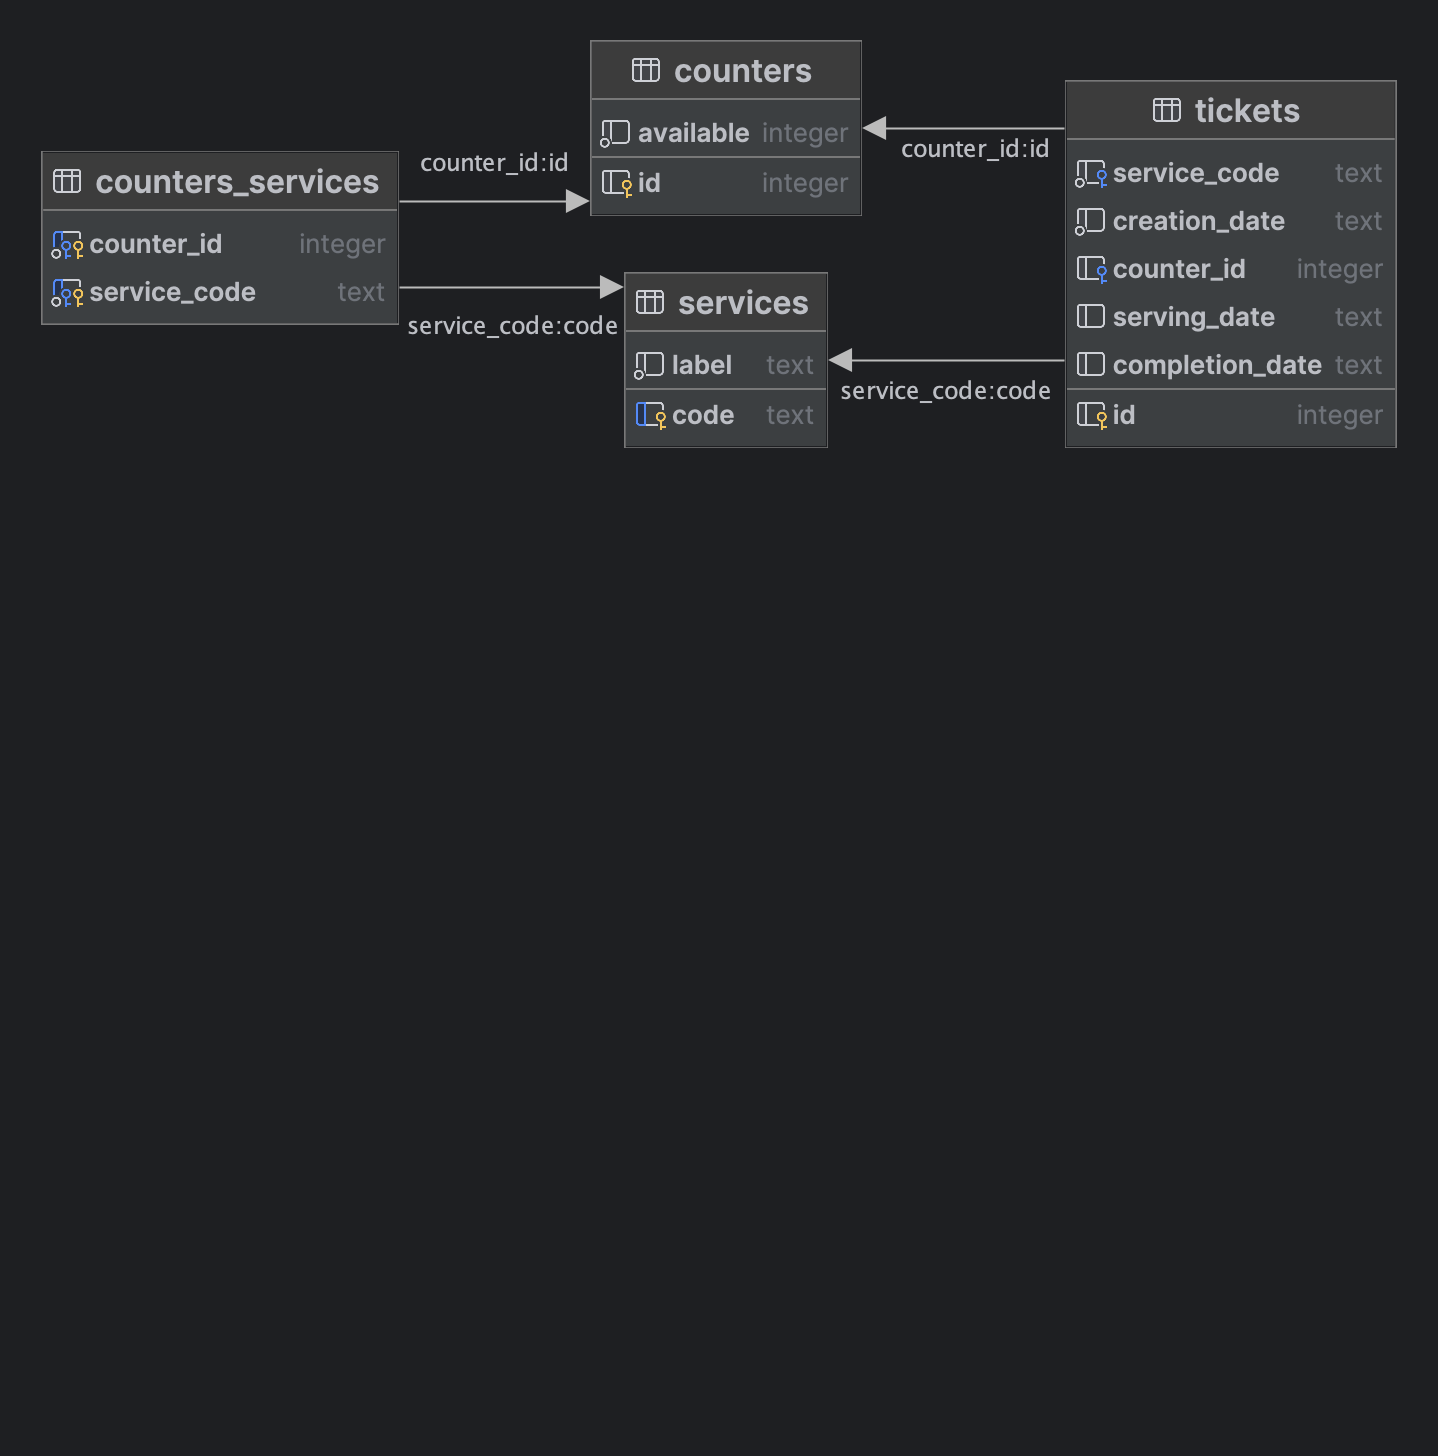 counters
available integer
id integer
tickets
service_code text
creation_date text
counter_id integer
serving_date text
completion_date text
id integer
counters_services
counter_id integer
service_code text
services
label text
code text
counter_id:id
counter_id:id
service_code:code
service_code:code